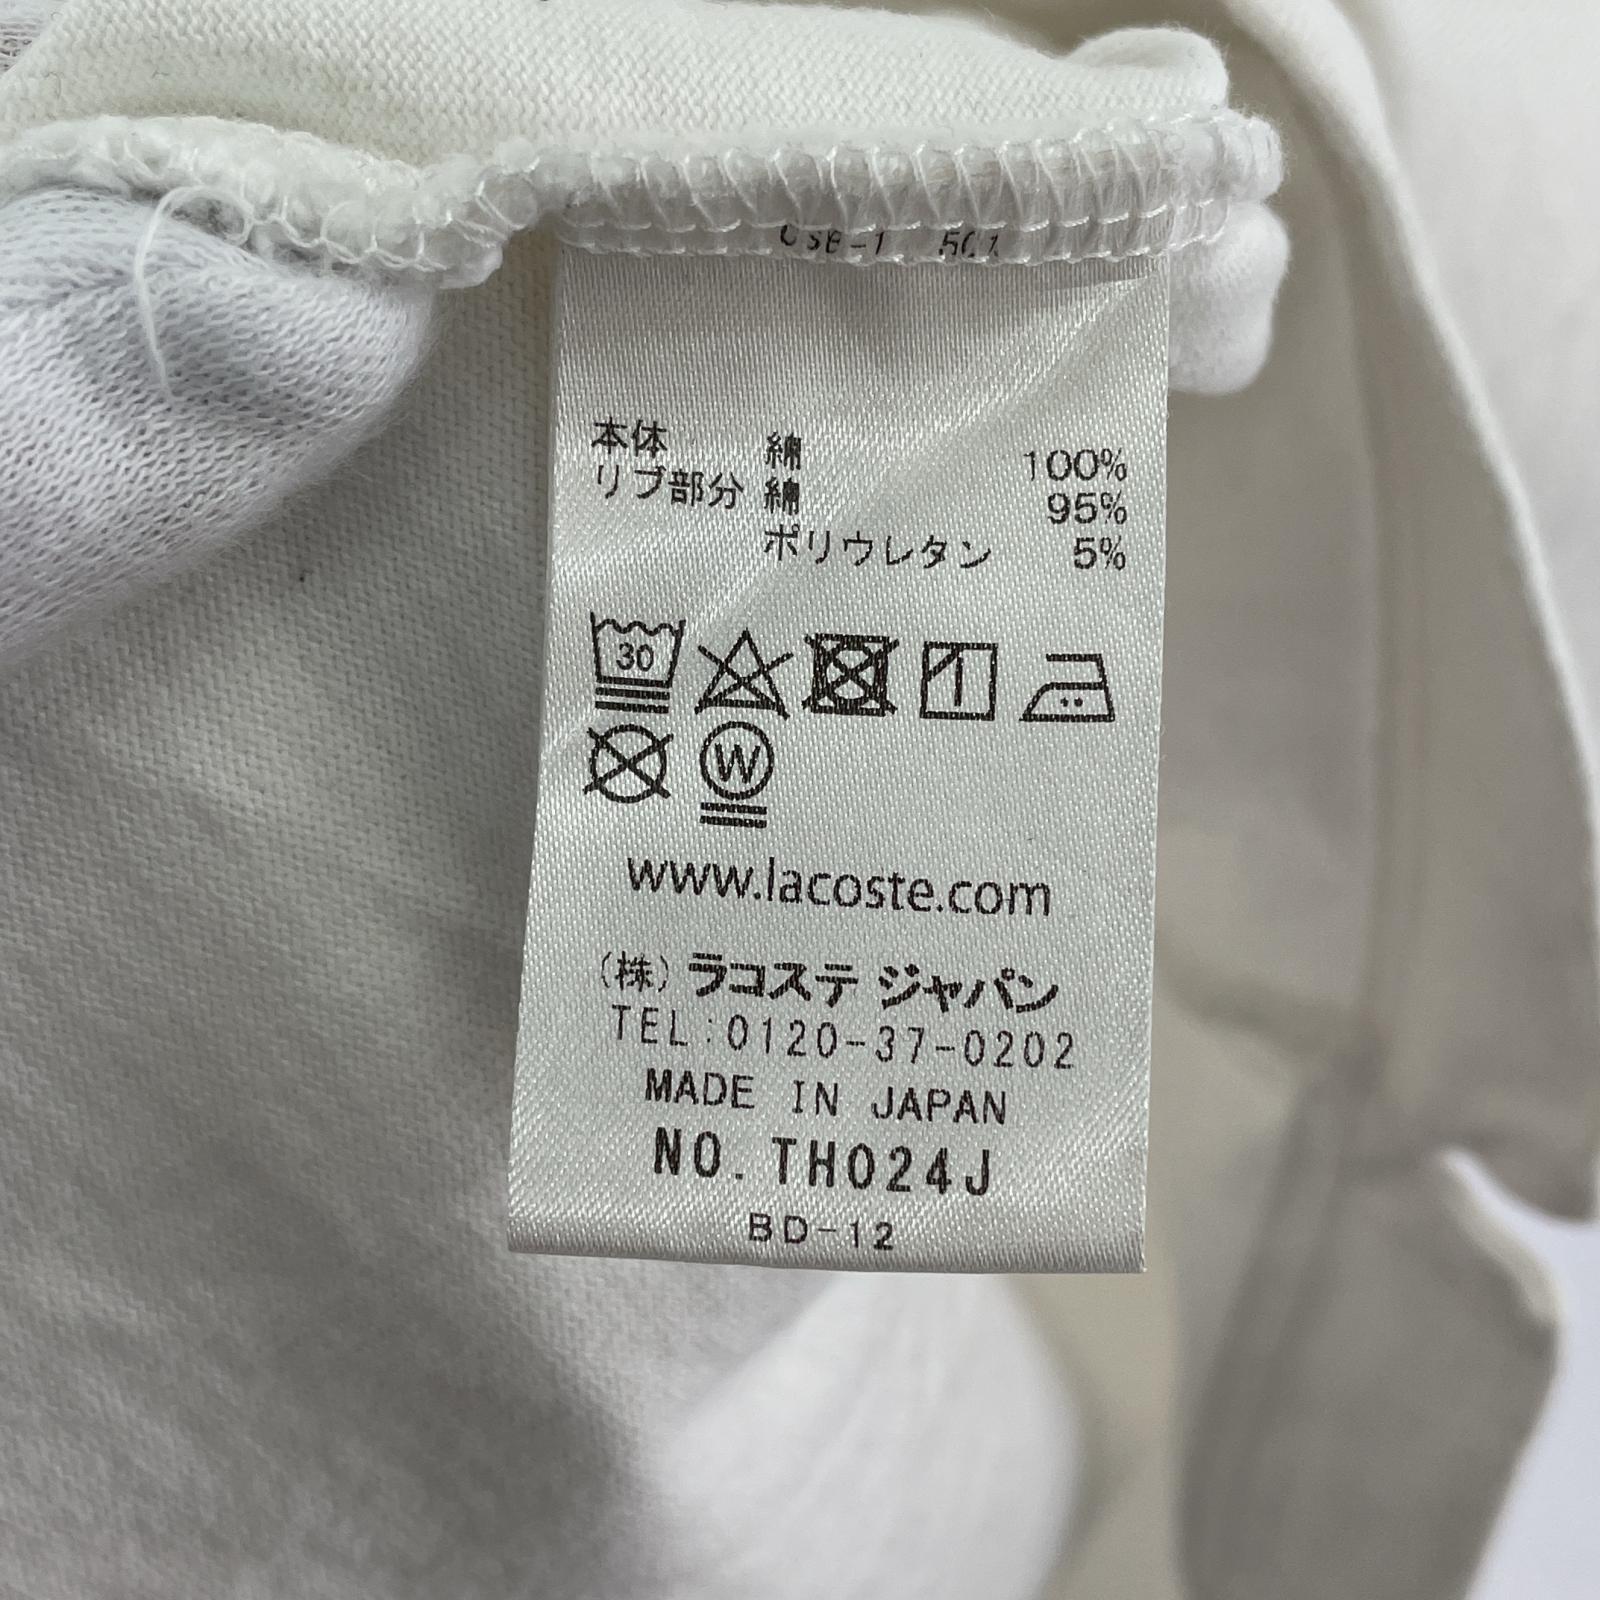 本体 綿 100%
リブ部分 綿 95%
ポリウレタン 5%
30
W
www.lacoste.com
(株) ラコステ ジャパン
TEL:0120-37-0202
MADE IN JAPAN
NO. TH024J
BD-12